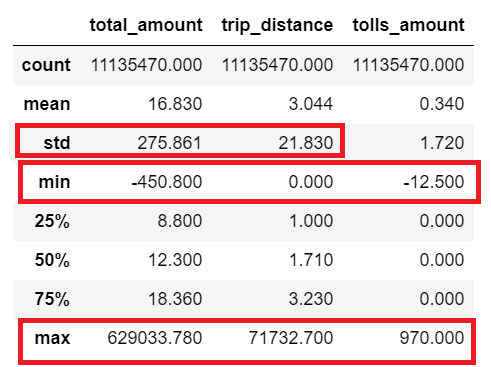 total_amount trip_distance tolls_amount
count 11135470.000 11135470.000 11135470.000
mean 16.830 3.044 0.340
std 275.861 21.830 1.720
min -450.800 0.000 -12.500
25% 8.800 1.000 0.000
50% 12.300 1.710 0.000
75% 18.360 3.230 0.000
max 629033.780 71732.700 970.000